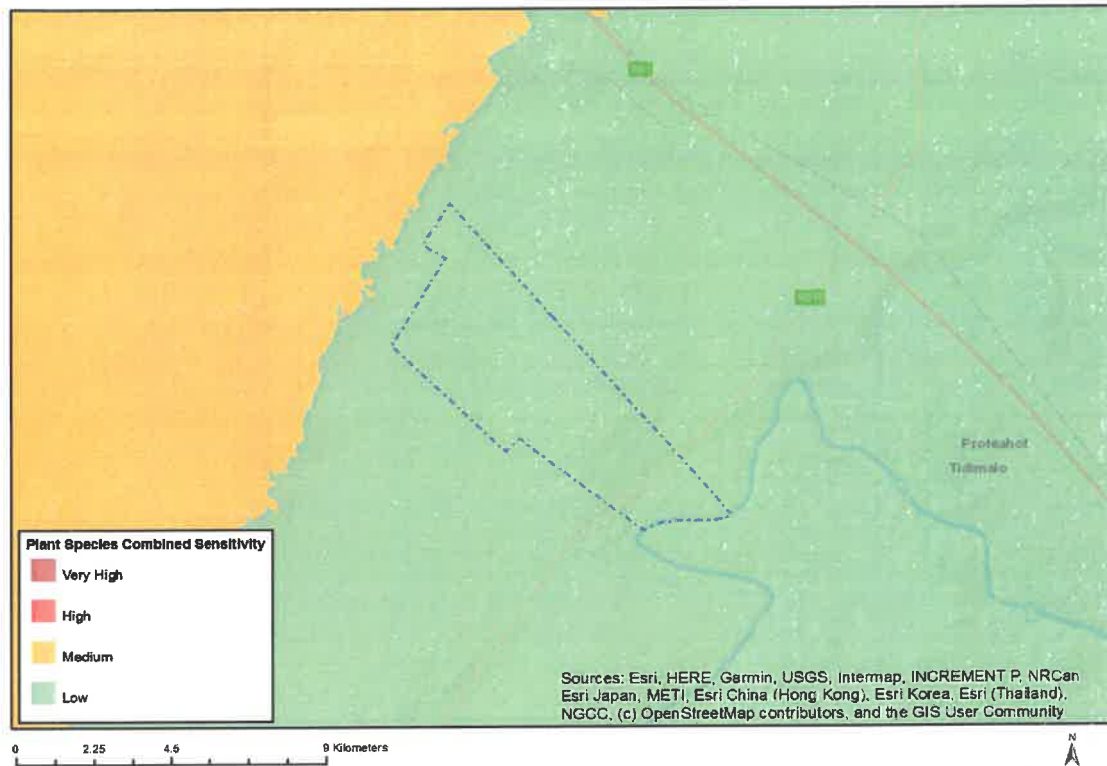 Proteahof
Tidimalo
Plant Species Combined Sensitivity
Very High
High
Medium
Low
Sources: Esri, HERE, Garmin, USGS, Intermap, INCREMENT P, NRCan
Esri Japan, METI, Esri China (Hong Kong), Esri Korea, Esri (Thailand),
NGCC, (c) OpenStreetMap contributors, and the GIS User Community
0 2.25 4.5 9 Kilometers
N